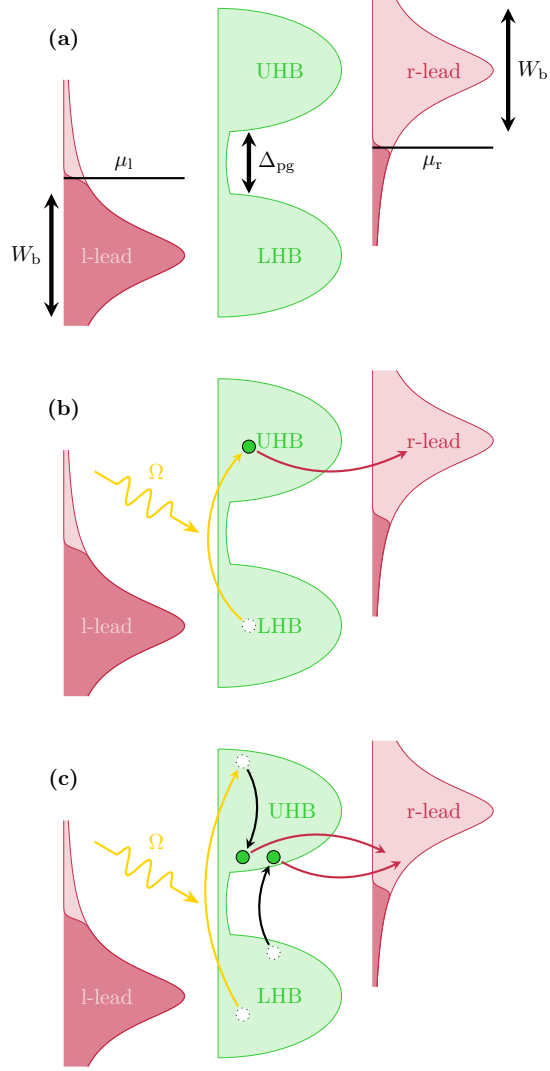 (a)
UHB
r-lead
W_b
μ_l
Δ_pg
μ_r
W_b
l-lead
LHB
(b)
UHB
r-lead
Ω
l-lead
LHB
(c)
UHB
r-lead
Ω
l-lead
LHB